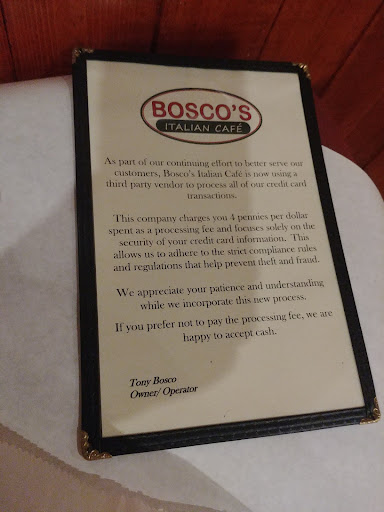 BOSCO'S
ITALIAN CAFÉ
As part of our continuing effort to better serve our
customers, Bosco's Italian Café is now using a
third party vendor to process all of our credit card
transactions.
This company charges you 4 pennies per dollar
spent as a processing fee and focuses solely on the
security of your credit card information. This
allows us to adhere to the strict compliance rules
and regulations that help prevent theft and fraud.
We appreciate your patience and understanding
while we incorporate this new process.
If you prefer not to pay the processing fee, we are
happy to accept cash.
Tony Bosco
Owner/ Operator